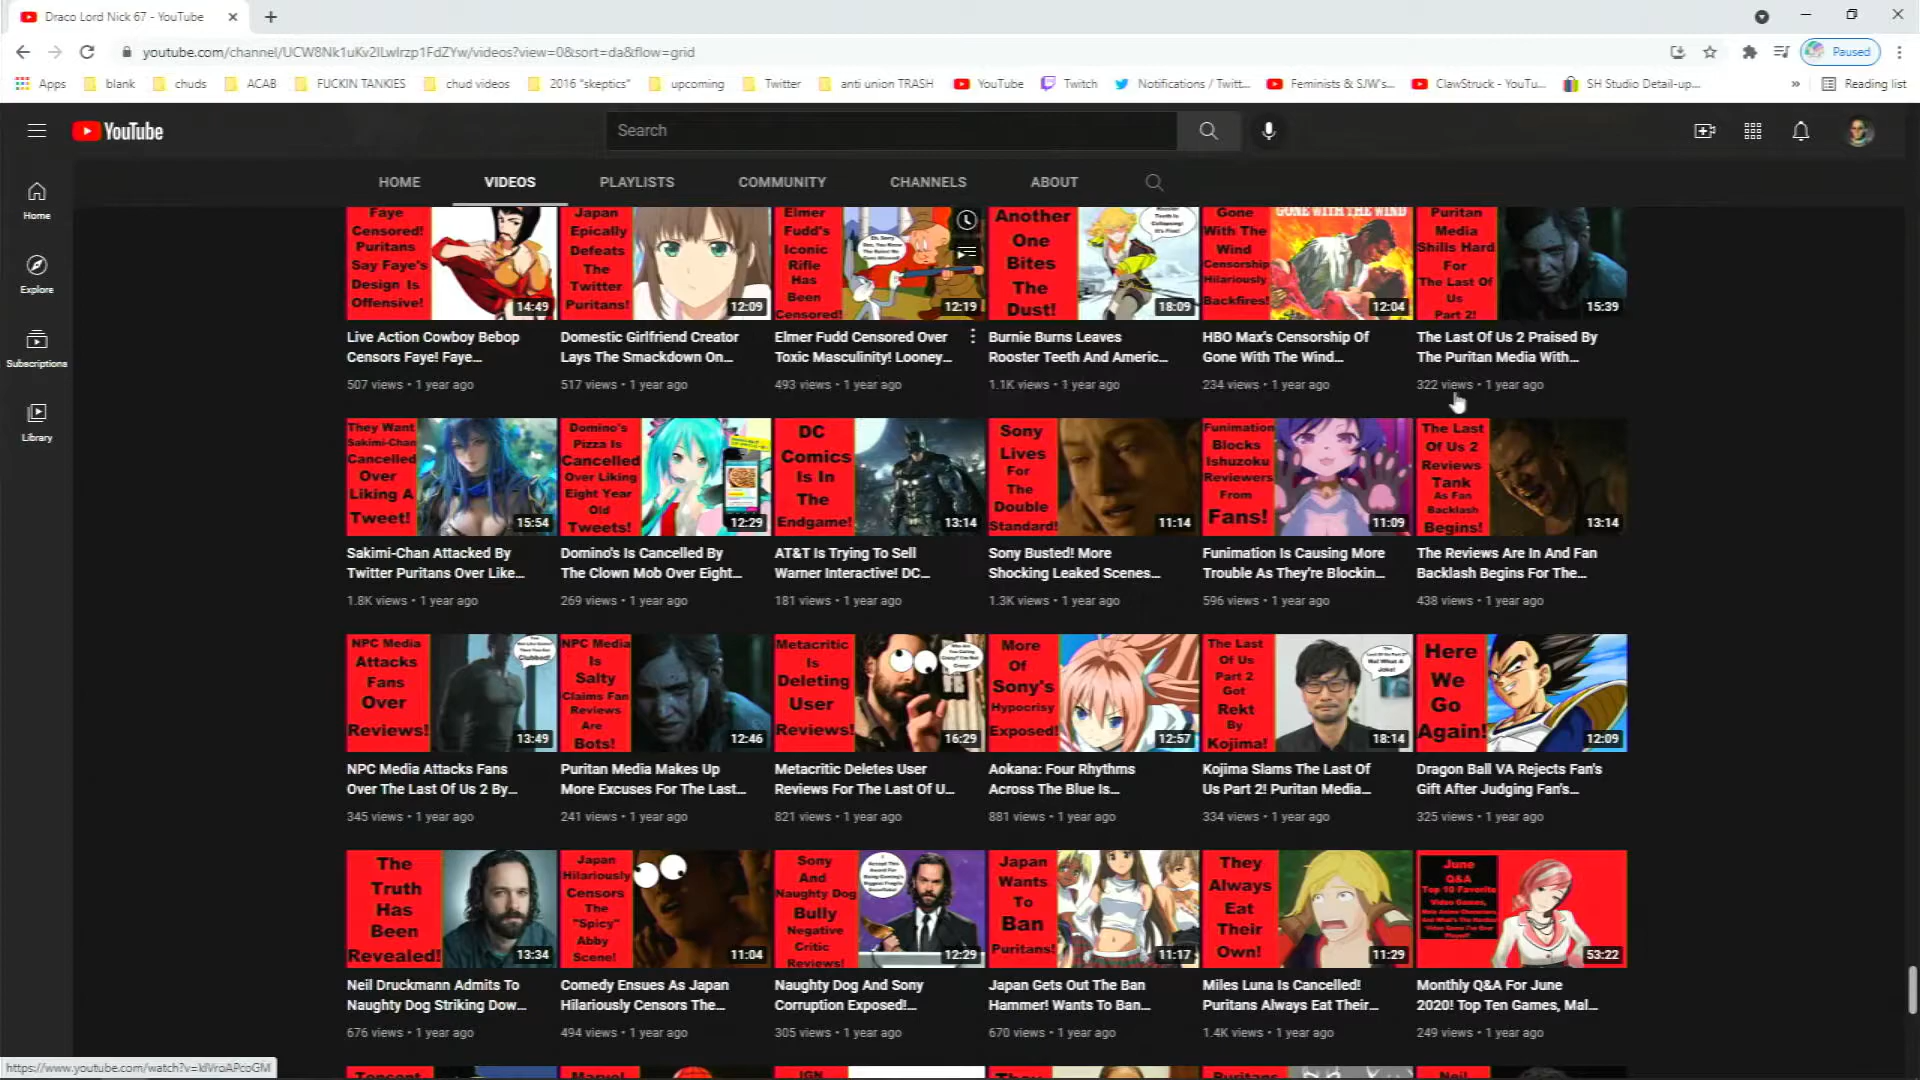 Draco Lord Nick 67 - YouTube
youtube.com/channel/UCW8Nk1uKv2ILwlrzp1FdZYw/videos?view=0&sort=da&flow=grid
Paused
Apps
blank
chuds
ACAB
FUCKIN TANKIES
chud videos
2016 "skeptics"
upcoming
Twitter
anti union TRASH
YouTube
Twitch
Notifications / Twitt...
Feminists & SJW's...
ClawStruck - YouTu...
SH Studio Detail-up...
»
Reading list
YouTube
Search
HOME
VIDEOS
PLAYLISTS
COMMUNITY
CHANNELS
ABOUT
Home
Explore
Subscriptions
Library
Faye
Censored!
Puritans
Say Faye's
Design Is
Offensive!
14:49
Japan
Epically
Defeats
The
Twitter
Puritans!
12:09
Elmer
Fudd's
Iconic
Rifle
Has
Been
Censored!
12:19
Another
One
Bites
The
Dust!
18:09
Gone
With The
Wind
Censorship
Hilariously
Backfires!
GONE WITH THE WIND
12:04
Puritan
Media
Shills Hard
For
The Last Of
Us
Part 2!
15:39
Live Action Cowboy Bebop
Censors Faye! Faye...
507 views • 1 year ago
Domestic Girlfriend Creator
Lays The Smackdown On...
517 views • 1 year ago
Elmer Fudd Censored Over
Toxic Masculinity! Looney...
493 views • 1 year ago
Burnie Burns Leaves
Rooster Teeth And Americ...
1.1K views • 1 year ago
HBO Max's Censorship Of
Gone With The Wind...
234 views • 1 year ago
The Last Of Us 2 Praised By
The Puritan Media With...
322 views • 1 year ago
They Want
Sakimi-Chan
Cancelled
Over
Liking A
Tweet!
15:54
Domino's
Pizza Is
Cancelled
Over Liking
Eight Year
Old
Tweets!
12:29
DC
Comics
Is In
The
Endgame!
13:14
Sony
Lives
For
The
Double
Standard!
11:14
Funimation
Blocks
Ishuzoku
Reviewers
From
Fans!
11:09
The Last
Of Us 2
Reviews
Tank
As Fan
Backlash
Begins!
13:14
Sakimi-Chan Attacked By
Twitter Puritans Over Like...
1.8K views • 1 year ago
Domino's Is Cancelled By
The Clown Mob Over Eight...
269 views • 1 year ago
AT&T Is Trying To Sell
Warner Interactive! DC...
181 views • 1 year ago
Sony Busted! More
Shocking Leaked Scenes...
1.3K views • 1 year ago
Funimation Is Causing More
Trouble As They're Blockin...
596 views • 1 year ago
The Reviews Are In And Fan
Backlash Begins For The...
438 views • 1 year ago
NPC Media
Attacks
Fans
Over
Reviews!
13:49
NPC Media
Is
Salty
Claims Fan
Reviews
Are
Bots!
12:46
Metacritic
Is
Deleting
User
Reviews!
16:29
More
Of
Sony's
Hypocrisy
Exposed!
12:57
The Last
Of Us
Part 2
Got
Rekt
By
Kojima!
18:14
Here
We
Go
Again!
12:09
NPC Media Attacks Fans
Over The Last Of Us 2 By...
345 views • 1 year ago
Puritan Media Makes Up
More Excuses For The Last...
241 views • 1 year ago
Metacritic Deletes User
Reviews For The Last Of U...
821 views • 1 year ago
Aokana: Four Rhythms
Across The Blue Is...
881 views • 1 year ago
Kojima Slams The Last Of
Us Part 2! Puritan Media...
334 views • 1 year ago
Dragon Ball VA Rejects Fan's
Gift After Judging Fan's...
325 views • 1 year ago
The
Truth
Has
Been
Revealed!
13:34
Japan
Hilariously
Censors
The
"Spicy"
Abby
Scene!
11:04
Sony
And
Naughty Dog
Bully
Negative
Critic
Reviews!
12:29
Japan
Wants
To
Ban
Puritans!
11:17
They
Always
Eat
Their
Own!
11:29
June
Q&A
Top 10 Favorite
Video Games,
53:22
Neil Druckmann Admits To
Naughty Dog Striking Dow...
676 views • 1 year ago
Comedy Ensues As Japan
Hilariously Censors The...
494 views • 1 year ago
Naughty Dog And Sony
Corruption Exposed!...
305 views • 1 year ago
Japan Gets Out The Ban
Hammer! Wants To Ban...
670 views • 1 year ago
Miles Luna Is Cancelled!
Puritans Always Eat Their...
1.4K views • 1 year ago
Monthly Q&A For June
2020! Top Ten Games, Mal...
249 views • 1 year ago
Tencent
Marvel
IGN
They
Puritans
Neil
https://www.youtube.com/watch?v=kIVroAPcoGM